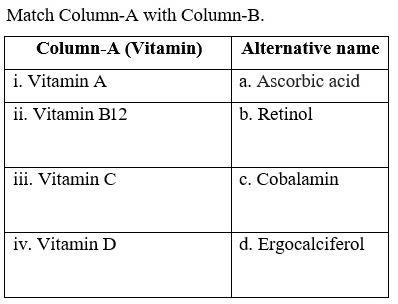 Match Column-A with Column-B.
Column-A (Vitamin) Alternative name
i. Vitamin A a. Ascorbic acid
ii. Vitamin B12 b. Retinol
iii. Vitamin C c. Cobalamin
iv. Vitamin D d. Ergocalciferol